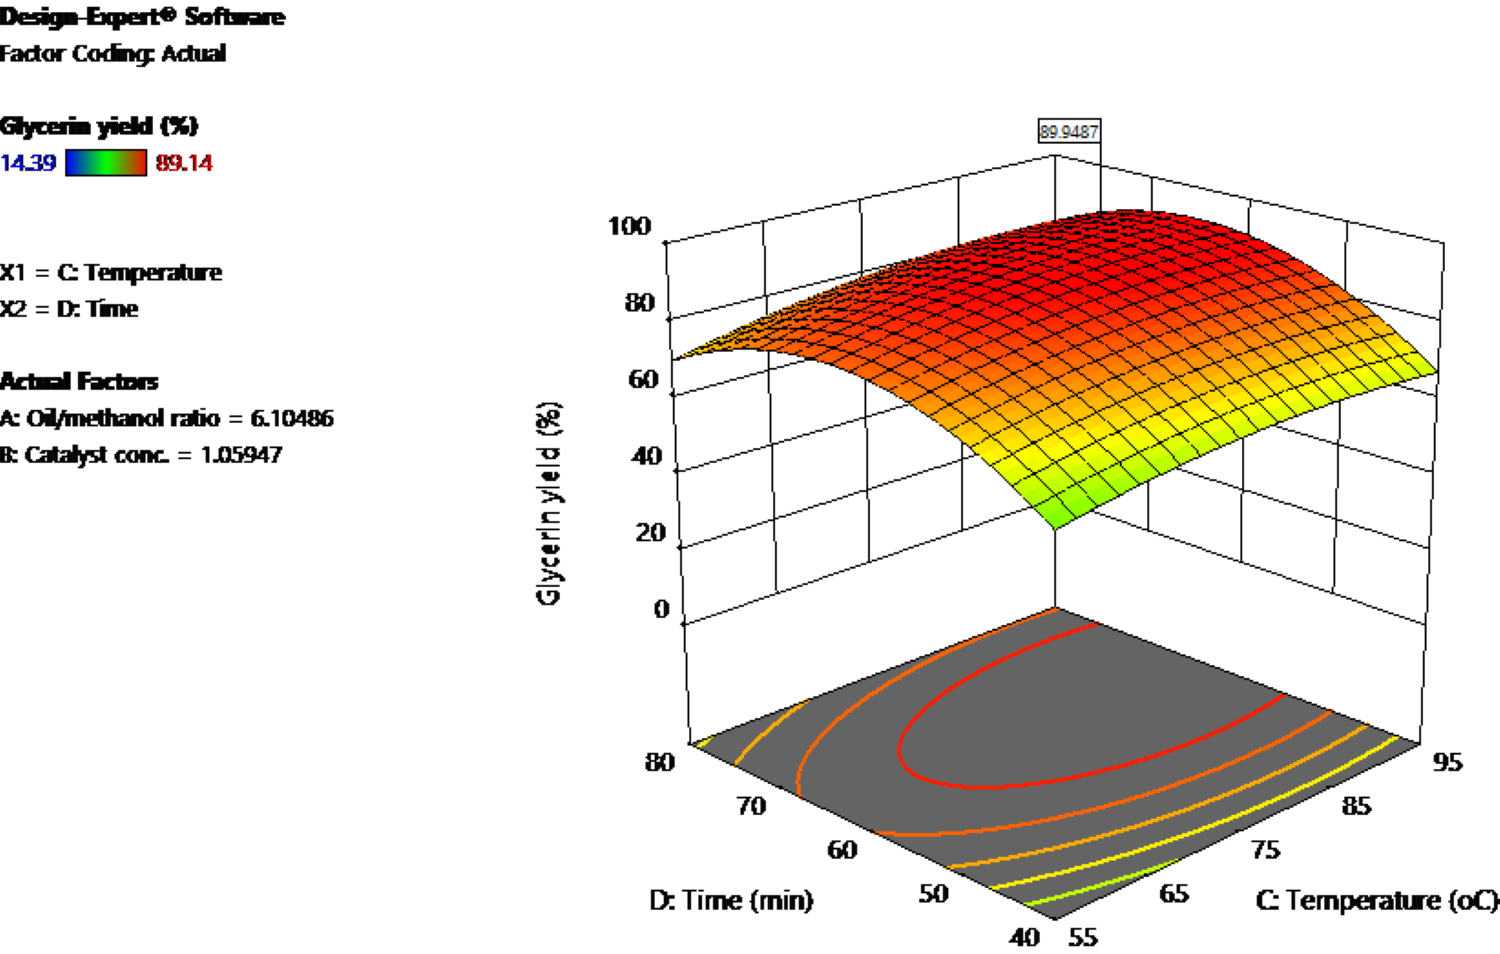 Design-Expert® Software
Factor Coding: Actual
Glycerin yield (%)
14.39 89.14
X1 = C: Temperature
X2 = D: Time
Actual Factors
A: Oil/methanol ratio = 6.10486
B: Catalyst conc. = 1.05947
89.9487
100
80
60
40
20
0
Glycerin yield (%)
80
70
60
50
40
D: Time (min)
55
65
75
85
95
C: Temperature (oC)